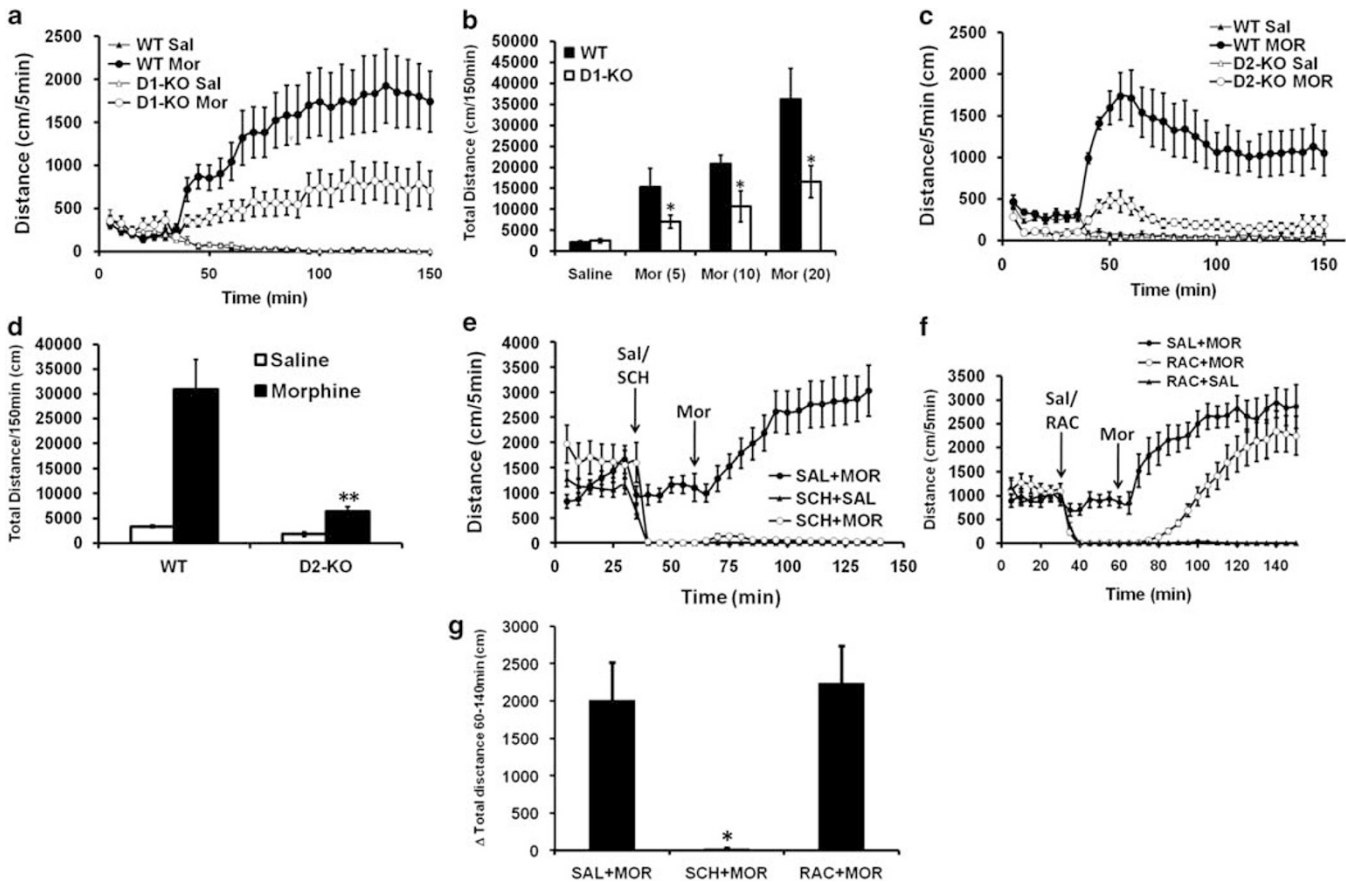 a
Distance (cm/5min)
2500
2000
1500
1000
500
0
WT Sal
WT Mor
D1-KO Sal
D1-KO Mor
0 50 100 150
Time (min)
b
Total Distance (cm/150min)
50000
45000
40000
35000
30000
25000
20000
15000
10000
5000
0
WT
D1-KO
*
*
*
Saline Mor (5) Mor (10) Mor (20)
c
Distance/5min (cm)
2500
2000
1500
1000
500
0
WT Sal
WT MOR
D2-KO Sal
D2-KO MOR
0 50 100 150
Time (min)
d
Total Distance/150min (cm)
40000
35000
30000
25000
20000
15000
10000
5000
0
Saline
Morphine
**
WT D2-KO
e
Distance (cm/5min)
4000
3500
3000
2500
2000
1500
1000
500
0
Sal/
SCH
Mor
SAL+MOR
SCH+SAL
SCH+MOR
0 25 50 75 100 125 150
Time (min)
f
Distance (cm/5min)
3500
3000
2500
2000
1500
1000
500
0
SAL+MOR
RAC+MOR
RAC+SAL
Sal/
RAC
Mor
0 20 40 60 80 100 120 140
Time (min)
g
Δ Total disctance 60-140min (cm)
3000
2500
2000
1500
1000
500
0
*
SAL+MOR SCH+MOR RAC+MOR